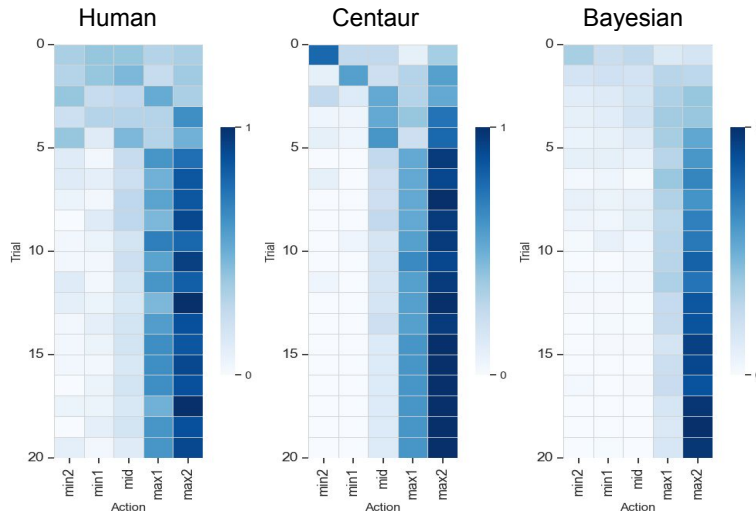 Human
Centaur
Bayesian
0
5
10
15
20
Trial
min2
min1
mid
max1
max2
Action
1
0
0
5
10
15
20
Trial
min2
min1
mid
max1
max2
Action
1
0
0
5
10
15
20
Trial
min2
min1
mid
max1
max2
Action